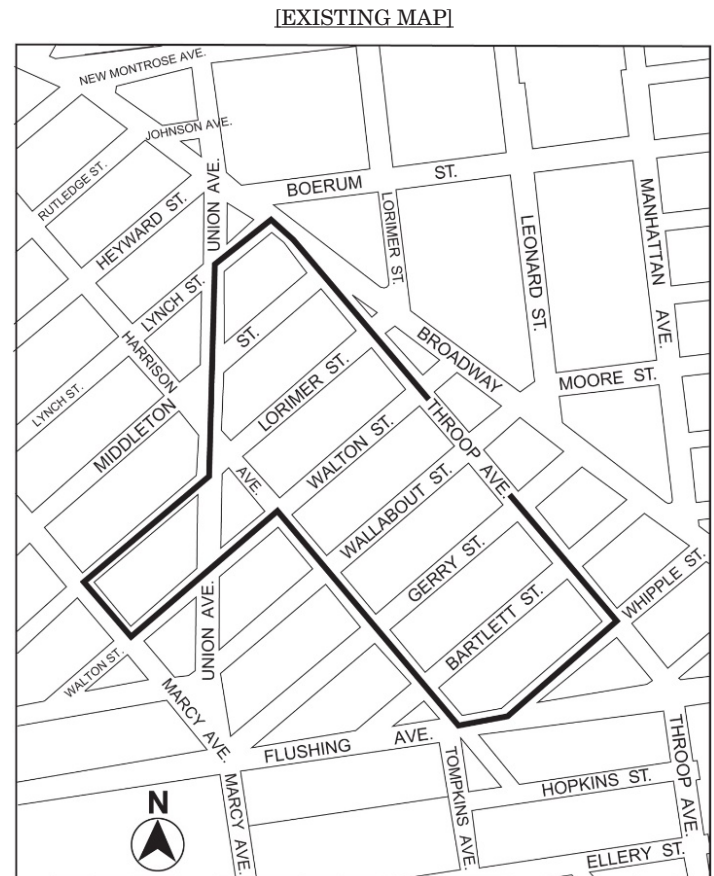 [EXISTING MAP]
NEW MONTROSE AVE.
JOHNSON AVE.
RUTLEDGE ST.
UNION AVE.
BOERUM ST.
HEYWARD ST.
LORIMER ST.
MANHATTAN AVE.
LEONARD ST.
LYNCH ST.
HARRISON AVE.
ST.
BROADWAY
LORIMER ST.
MOORE ST.
LYNCH ST.
MIDDLETON
WALTON ST.
THROOP AVE.
WALLABOUT ST.
GERRY ST.
WHIPPLE ST.
BARTLETT ST.
UNION AVE.
WALTON ST.
MARCY AVE.
FLUSHING AVE.
THROOP AVE.
MARCY AVE.
TOMPKINS AVE.
HOPKINS ST.
N
ELLERY ST.